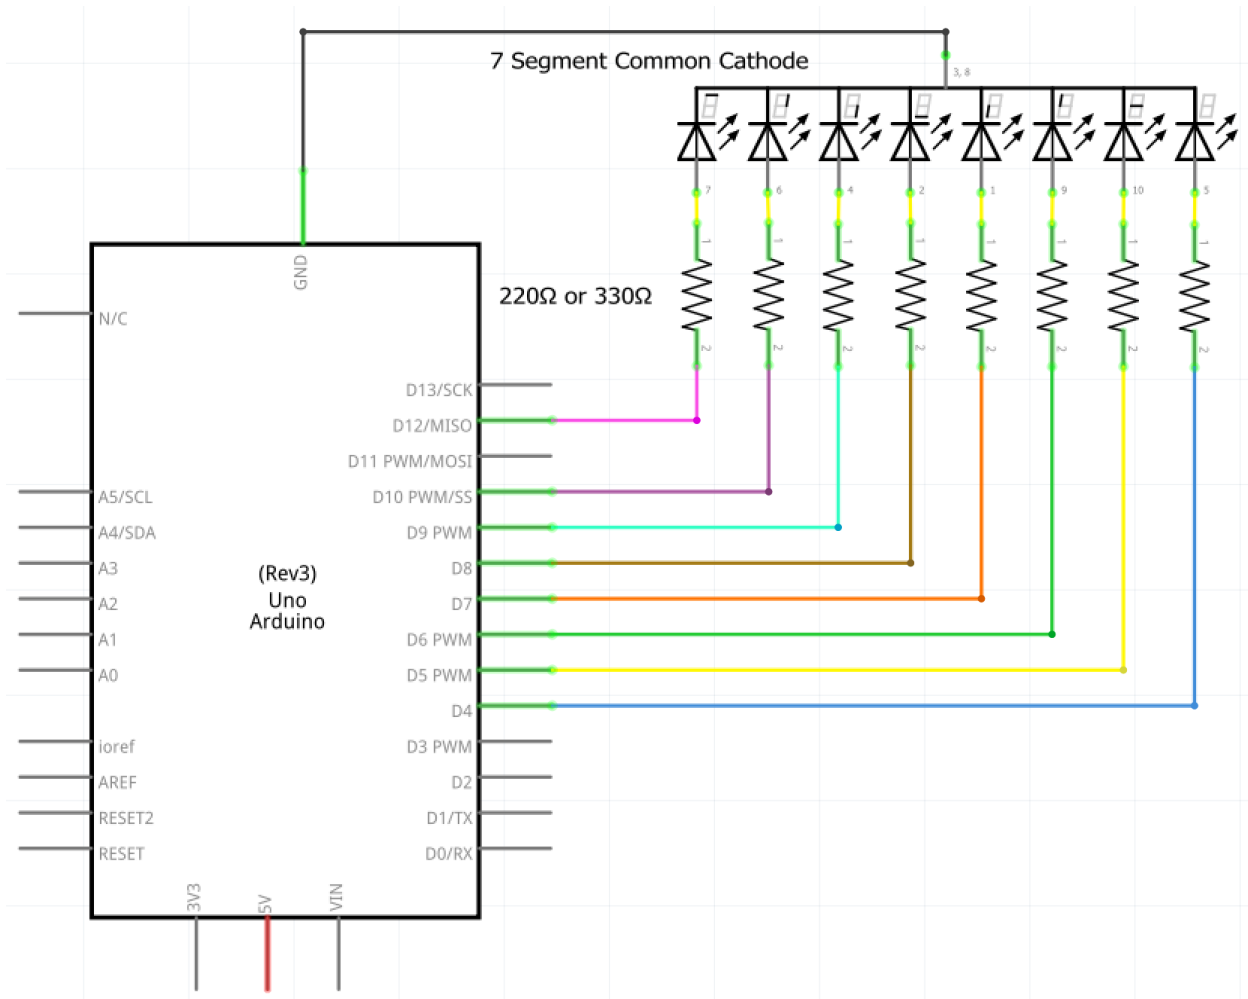 7 Segment Common Cathode
3, 8
7
6
4
2
1
9
10
5
1
1
1
1
1
1
1
1
220Ω or 330Ω
2
2
2
2
2
2
2
2
GND
N/C
D13/SCK
D12/MISO
D11 PWM/MOSI
A5/SCL
D10 PWM/SS
A4/SDA
D9 PWM
A3
D8
(Rev3)
A2
Uno
D7
Arduino
A1
D6 PWM
A0
D5 PWM
D4
ioref
D3 PWM
AREF
D2
RESET2
D1/TX
RESET
D0/RX
3V3
5V
VIN